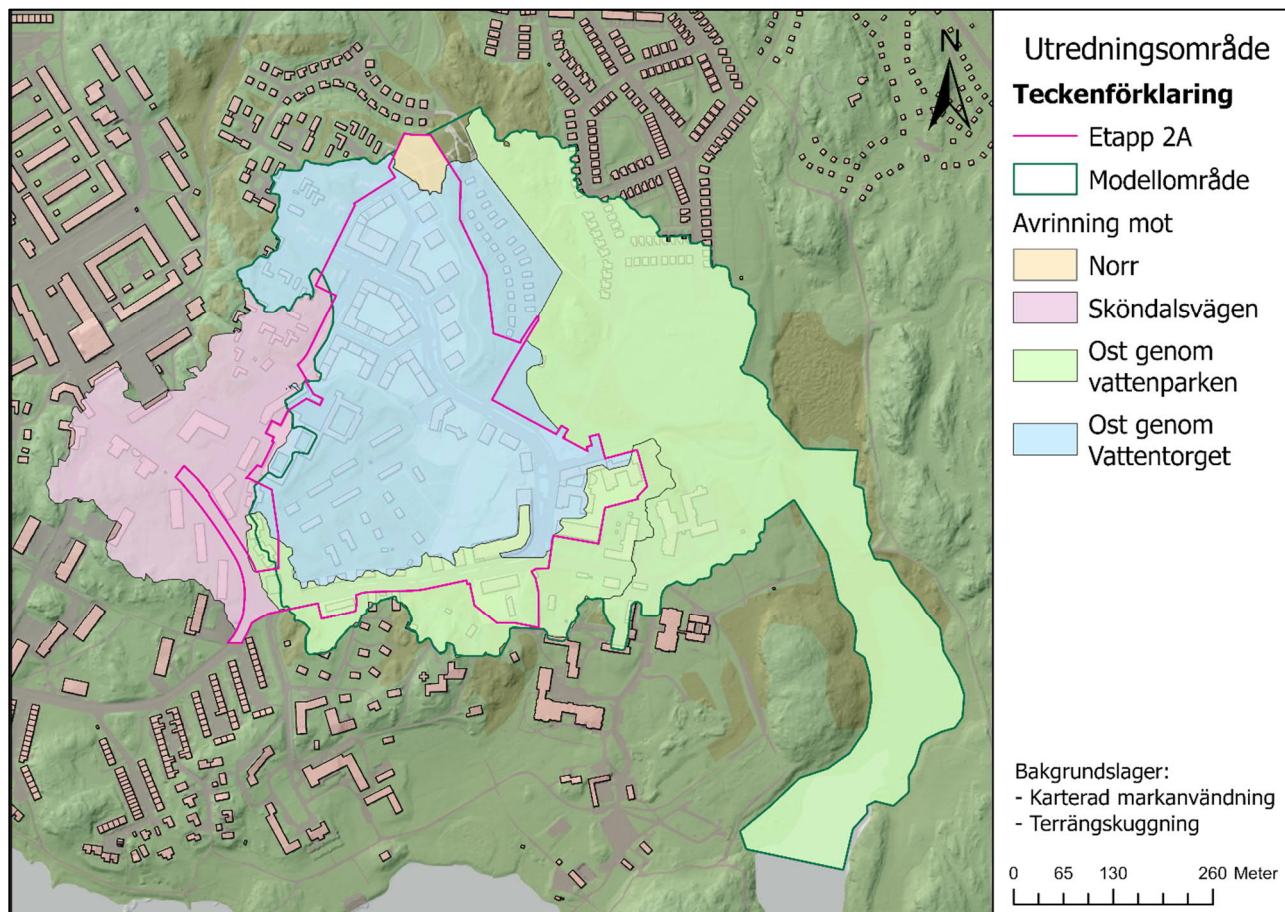 N
Utredningsområde
Teckenförklaring
Etapp 2A
Modellområde
Avrinning mot
Norr
Sköndalsvägen
Ost genom
vattenparken
Ost genom
Vattentorget
Bakgrundslager:
- Karterad markanvändning
- Terrängskuggning
0 65 130 260 Meter